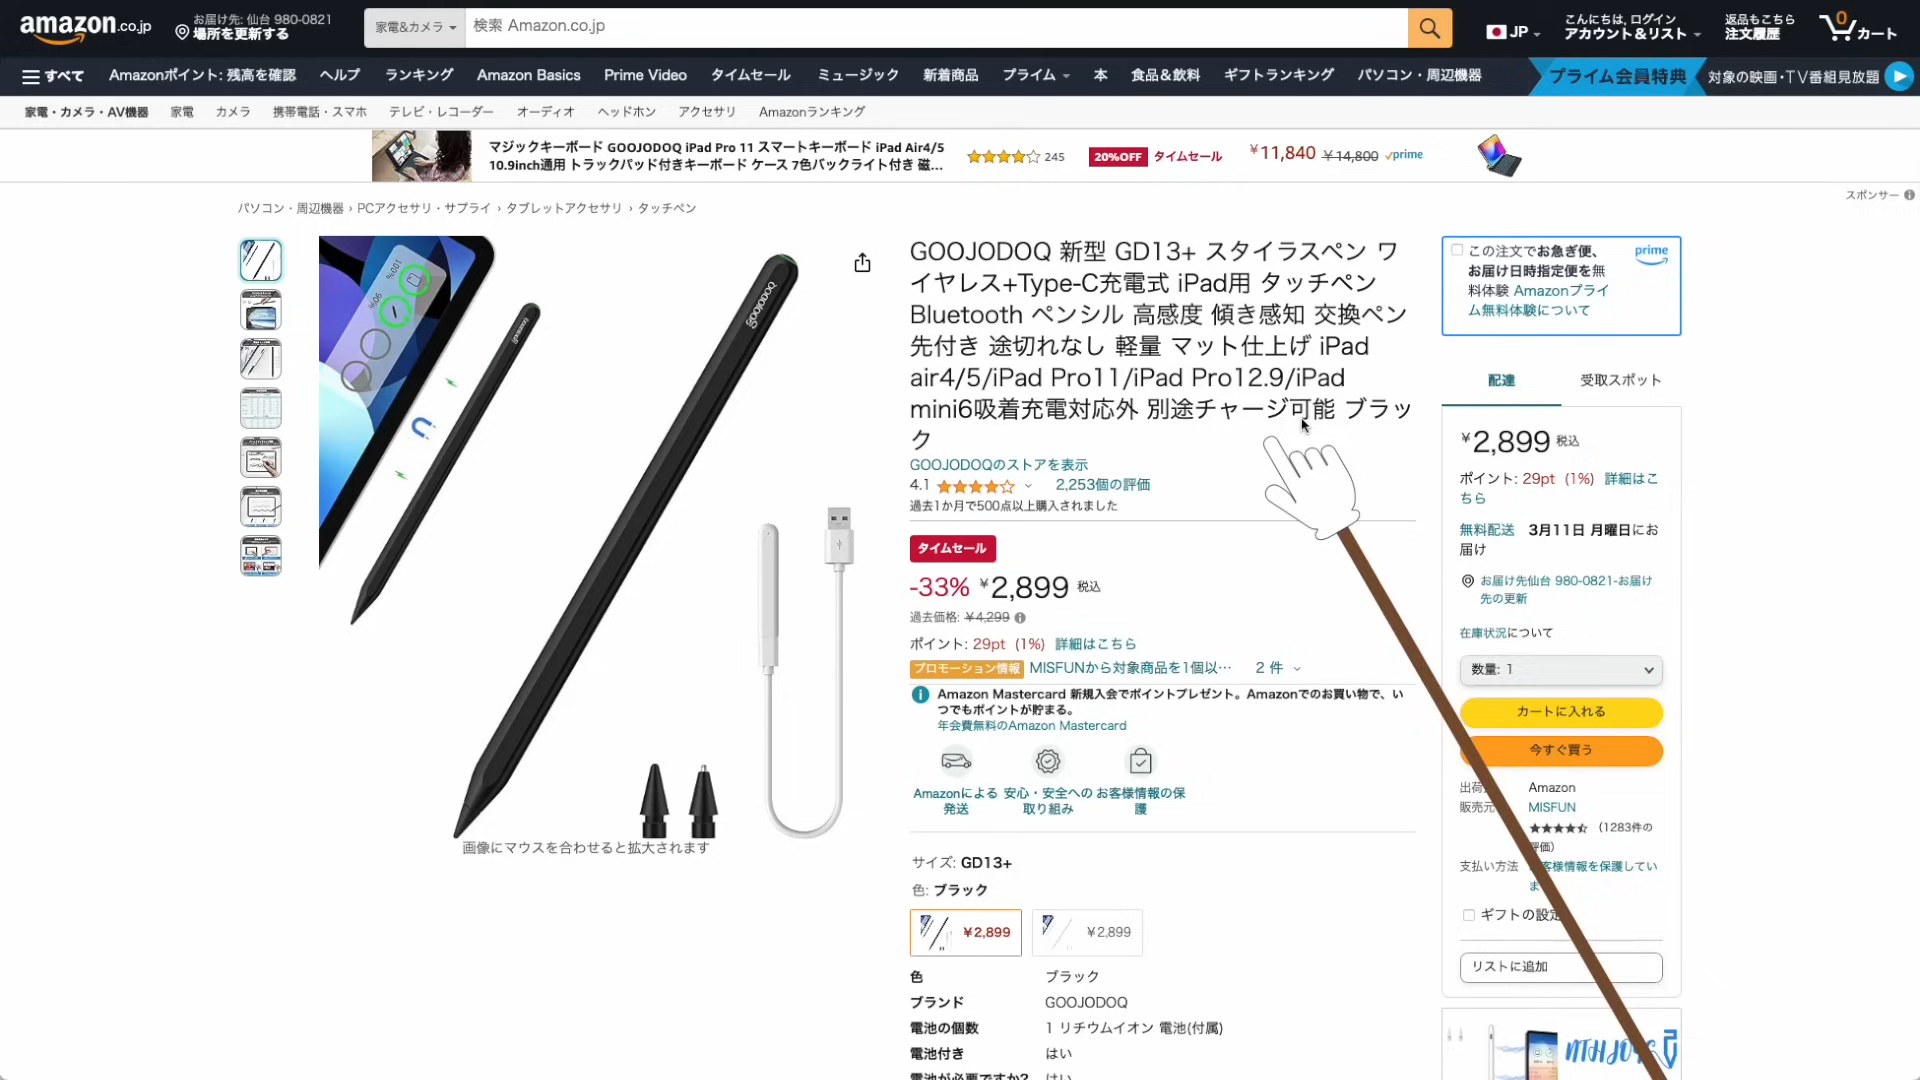 amazon.co.jp
お届け先: 仙台 980-0821
場所を更新する
家電&カメラ
検索 Amazon.co.jp
JP
こんにちは, ログイン
アカウント&リスト
返品もこちら
注文履歴
0
カート
すべて
Amazonポイント: 残高を確認
ヘルプ
ランキング
Amazon Basics
Prime Video
タイムセール
ミュージック
新着商品
プライム
本
食品&飲料
ギフトランキング
パソコン・周辺機器
プライム会員特典
対象の映画・TV番組見放題
家電・カメラ・AV機器
家電
カメラ
携帯電話・スマホ
テレビ・レコーダー
オーディオ
ヘッドホン
アクセサリ
Amazonランキング
マジックキーボード GOOJODOQ iPad Pro 11 スマートキーボード iPad Air4/5
10.9inch通用 トラックパッド付きキーボード ケース 7色バックライト付き 磁...
245
20%OFF タイムセール
¥11,840 ¥14,800 prime
スポンサー
パソコン・周辺機器 › PCアクセサリ・サプライ › タブレットアクセサリ › タッチペン
100%
90%
goojodoq
画像にマウスを合わせると拡大されます
GOOJODOQ 新型 GD13+ スタイラスペン ワ
イヤレス+Type-C充電式 iPad用 タッチペン
Bluetooth ペンシル 高感度 傾き感知 交換ペン
先付き 途切れなし 軽量 マット仕上げ iPad
air4/5/iPad Pro11/iPad Pro12.9/iPad
mini6吸着充電対応外 別途チャージ可能 ブラッ
ク
GOOJODOQのストアを表示
4.1
2,253個の評価
過去1か月で500点以上購入されました
タイムセール
-33% ¥2,899 税込
過去価格: ¥4,299
ポイント: 29pt (1%) 詳細はこちら
プロモーション情報 MISFUNから対象商品を1個以… 2 件
Amazon Mastercard 新規入会でポイントプレゼント。Amazonでのお買い物で、い
つでもポイントが貯まる。
年会費無料のAmazon Mastercard
Amazonによる
発送
安心・安全への
取り組み
お客様情報の保
護
サイズ: GD13+
色: ブラック
¥2,899
¥2,899
色 ブラック
ブランド GOOJODOQ
電池の個数 1 リチウムイオン 電池(付属)
電池付き はい
電池が必要ですか? はい
この注文でお急ぎ便、
お届け日時指定便を無
料体験 Amazonプライ
ム無料体験について
prime
配達
受取スポット
¥2,899 税込
ポイント: 29pt (1%) 詳細はこ
ちら
無料配送 3月11日 月曜日にお
届け
お届け先仙台 980-0821-お届け
先の更新
在庫状況について
数量: 1
カートに入れる
今すぐ買う
出荷 Amazon
販売元 MISFUN
(1283件の
評価)
支払い方法 客様情報を保護してい
ま
ギフトの設定
リストに追加